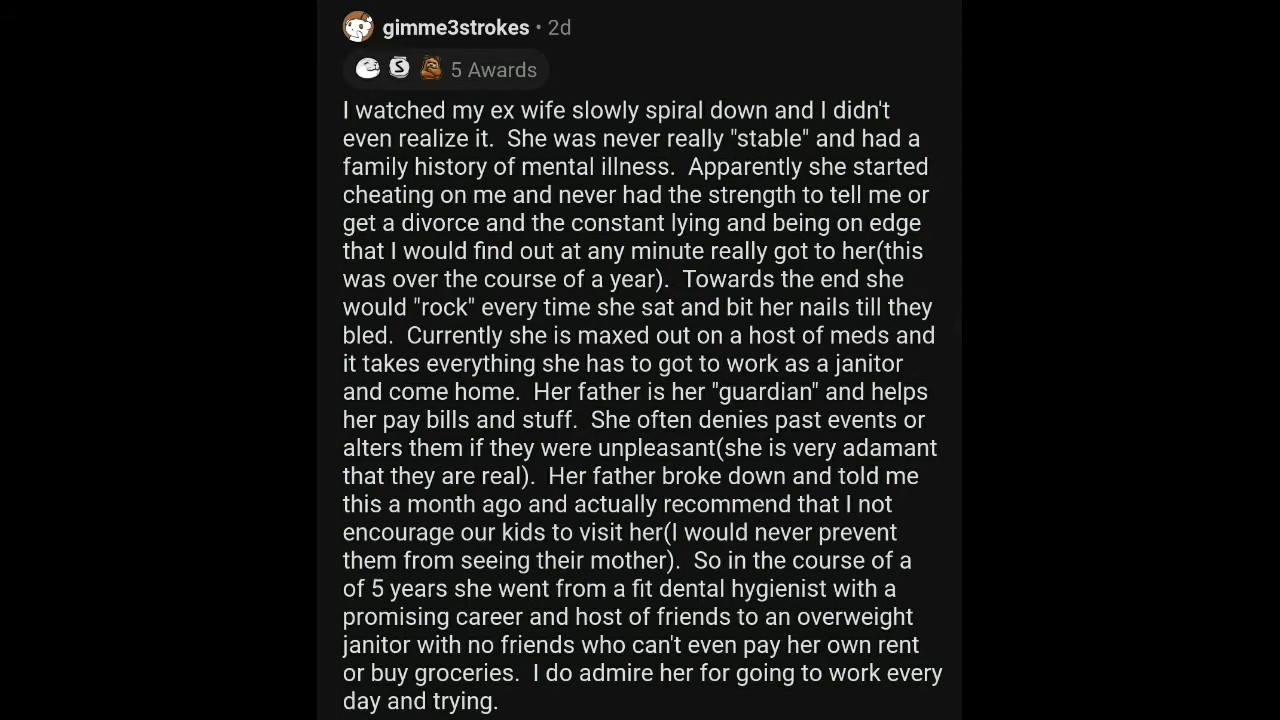 gimme3strokes • 2d
5 Awards
I watched my ex wife slowly spiral down and I didn't
even realize it.  She was never really "stable" and had a
family history of mental illness.  Apparently she started
cheating on me and never had the strength to tell me or
get a divorce and the constant lying and being on edge
that I would find out at any minute really got to her(this
was over the course of a year).  Towards the end she
would "rock" every time she sat and bit her nails till they
bled.  Currently she is maxed out on a host of meds and
it takes everything she has to got to work as a janitor
and come home.  Her father is her "guardian" and helps
her pay bills and stuff.  She often denies past events or
alters them if they were unpleasant(she is very adamant
that they are real).  Her father broke down and told me
this a month ago and actually recommend that I not
encourage our kids to visit her(I would never prevent
them from seeing their mother).  So in the course of a
of 5 years she went from a fit dental hygienist with a
promising career and host of friends to an overweight
janitor with no friends who can't even pay her own rent
or buy groceries.  I do admire her for going to work every
day and trying.